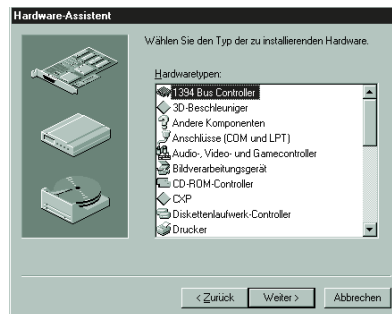 Hardware-Assistent
Wählen Sie den Typ der zu installierenden Hardware.
Hardwaretypen:
1394 Bus Controller
3D-Beschleuniger
Andere Komponenten
Anschlüsse (COM und LPT)
Audio-, Video- und Gamecontroller
Bildverarbeitungsgerät
CD-ROM-Controller
CXP
Diskettenlaufwerk-Controller
Drucker
< Zurück
Weiter >
Abbrechen